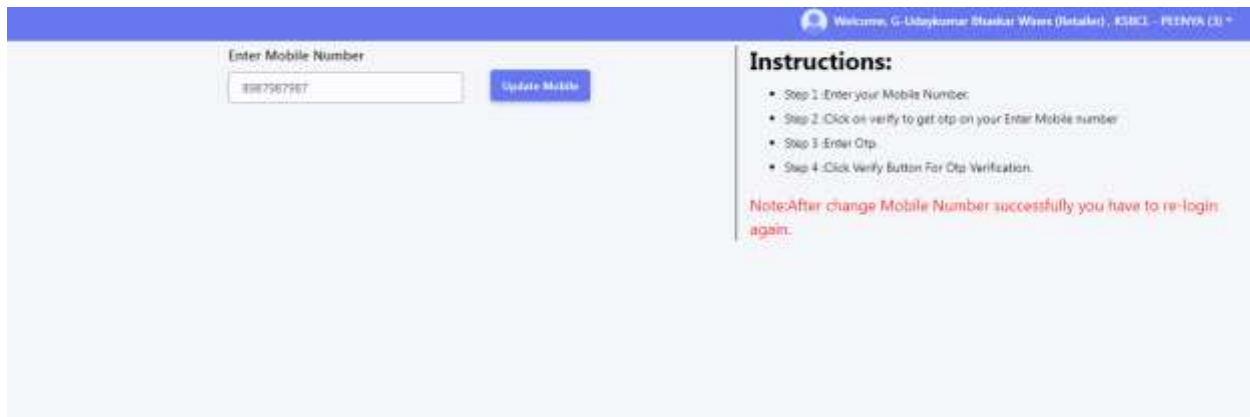 Welcome, G-Udaykumar Bhaskar Wines (Retailer) , KSBCL - PEENYA (3)
Enter Mobile Number
Update Mobile
Instructions:
Step 1 :Enter your Mobile Number.
Step 2 :Click on verify to get otp on your Enter Mobile number
Step 3 :Enter Otp.
Step 4 :Click Verify Button For Otp Verification.
Note:After change Mobile Number successfully you have to re-login
again.